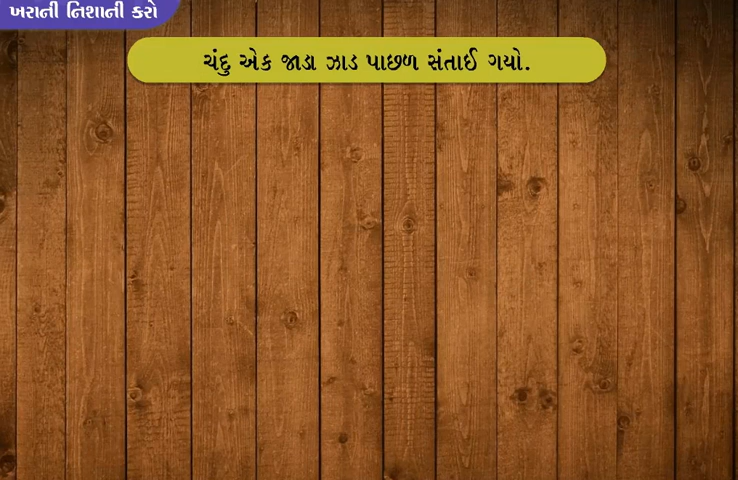 ખરાની નિશાની કરો
ચંદુ એક જાડા ઝાડ પાછળ સંતાઈ ગયો.